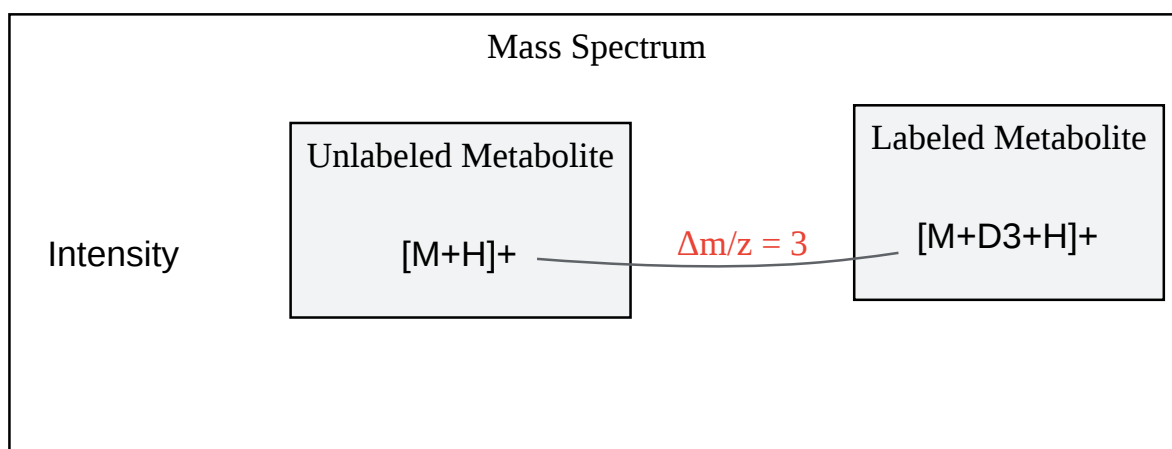 Mass Spectrum
Unlabeled Metabolite
Labeled Metabolite
Intensity
[M+H]+
Δm/z = 3
[M+D3+H]+